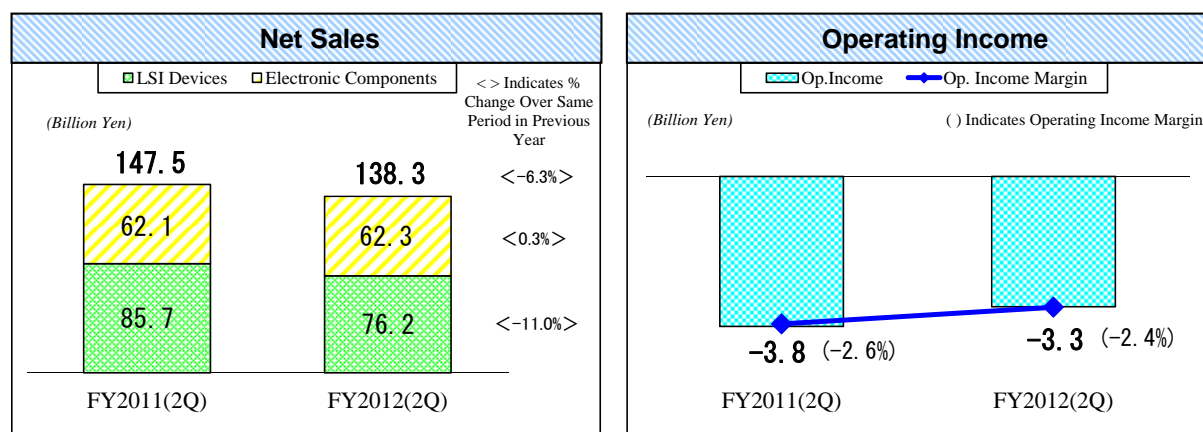 Net Sales
LSI Devices Electronic Components
< > Indicates %
Change Over Same
Period in Previous
Year
(Billion Yen)
147.5 138.3 <-6.3%>
62.1 62.3 <0.3%>
85.7 76.2 <-11.0%>
FY2011(2Q) FY2012(2Q)
Operating Income
Op.Income Op. Income Margin
(Billion Yen) ( ) Indicates Operating Income Margin
-3.8 (-2.6%) -3.3 (-2.4%)
FY2011(2Q) FY2012(2Q)